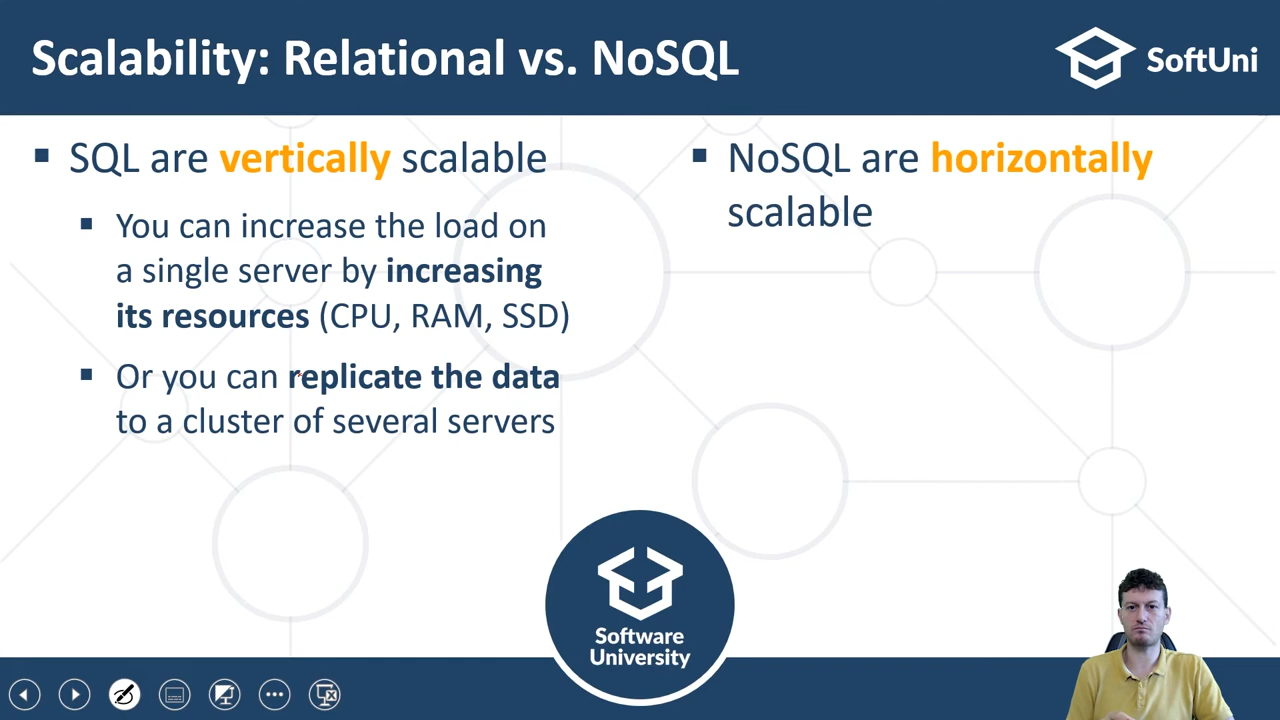 Scalability: Relational vs. NoSQL
SoftUni
▪ SQL are vertically scalable
▪ You can increase the load on
a single server by increasing
its resources (CPU, RAM, SSD)
▪ Or you can replicate the data
to a cluster of several servers
▪ NoSQL are horizontally
scalable
Software
University